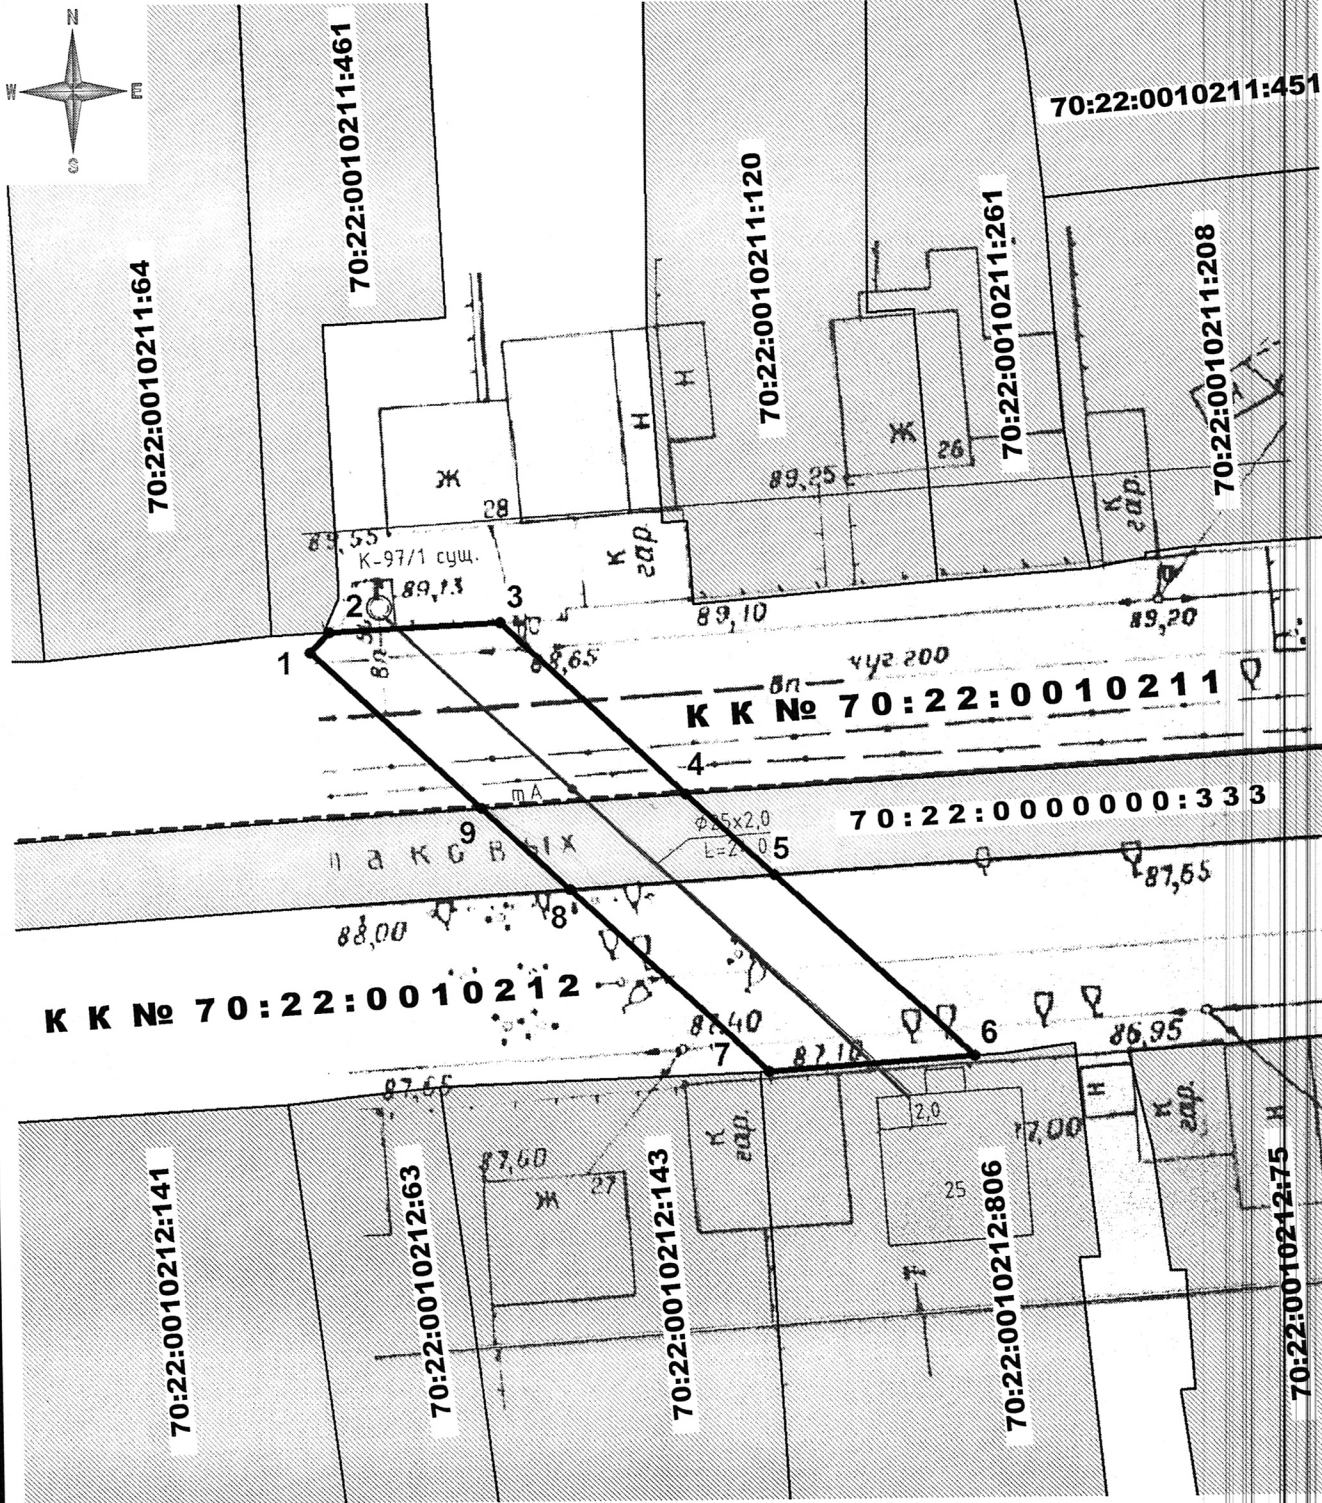 N
W
E
S
70:22:0010211:461
70:22:0010211:451
70:22:0010211:64
70:22:0010211:120
70:22:0010211:261
70:22:0010211:208
Н
Н
Ж
Ж
26
89,25
28
К
гар.
К
гар.
89,55
К-97/1 сущ.
89,13
2
3
89,10
89,20
1
Вп
88,65
вп
чуг.200
К К № 70:22:0010211
4
mA
70:22:0000000:333
9
ф25х2,0
5
п а к о в ы х
87,65
88,00
8
К К № 70:22:0010212
87,40
6
7
87,10
86,95
87,65
2,0
Н
К
гар.
К
гар.
Н
87,60
27
Ж
25
70:22:0010212:141
70:22:0010212:63
70:22:0010212:143
70:22:0010212:806
70:22:0010212:75